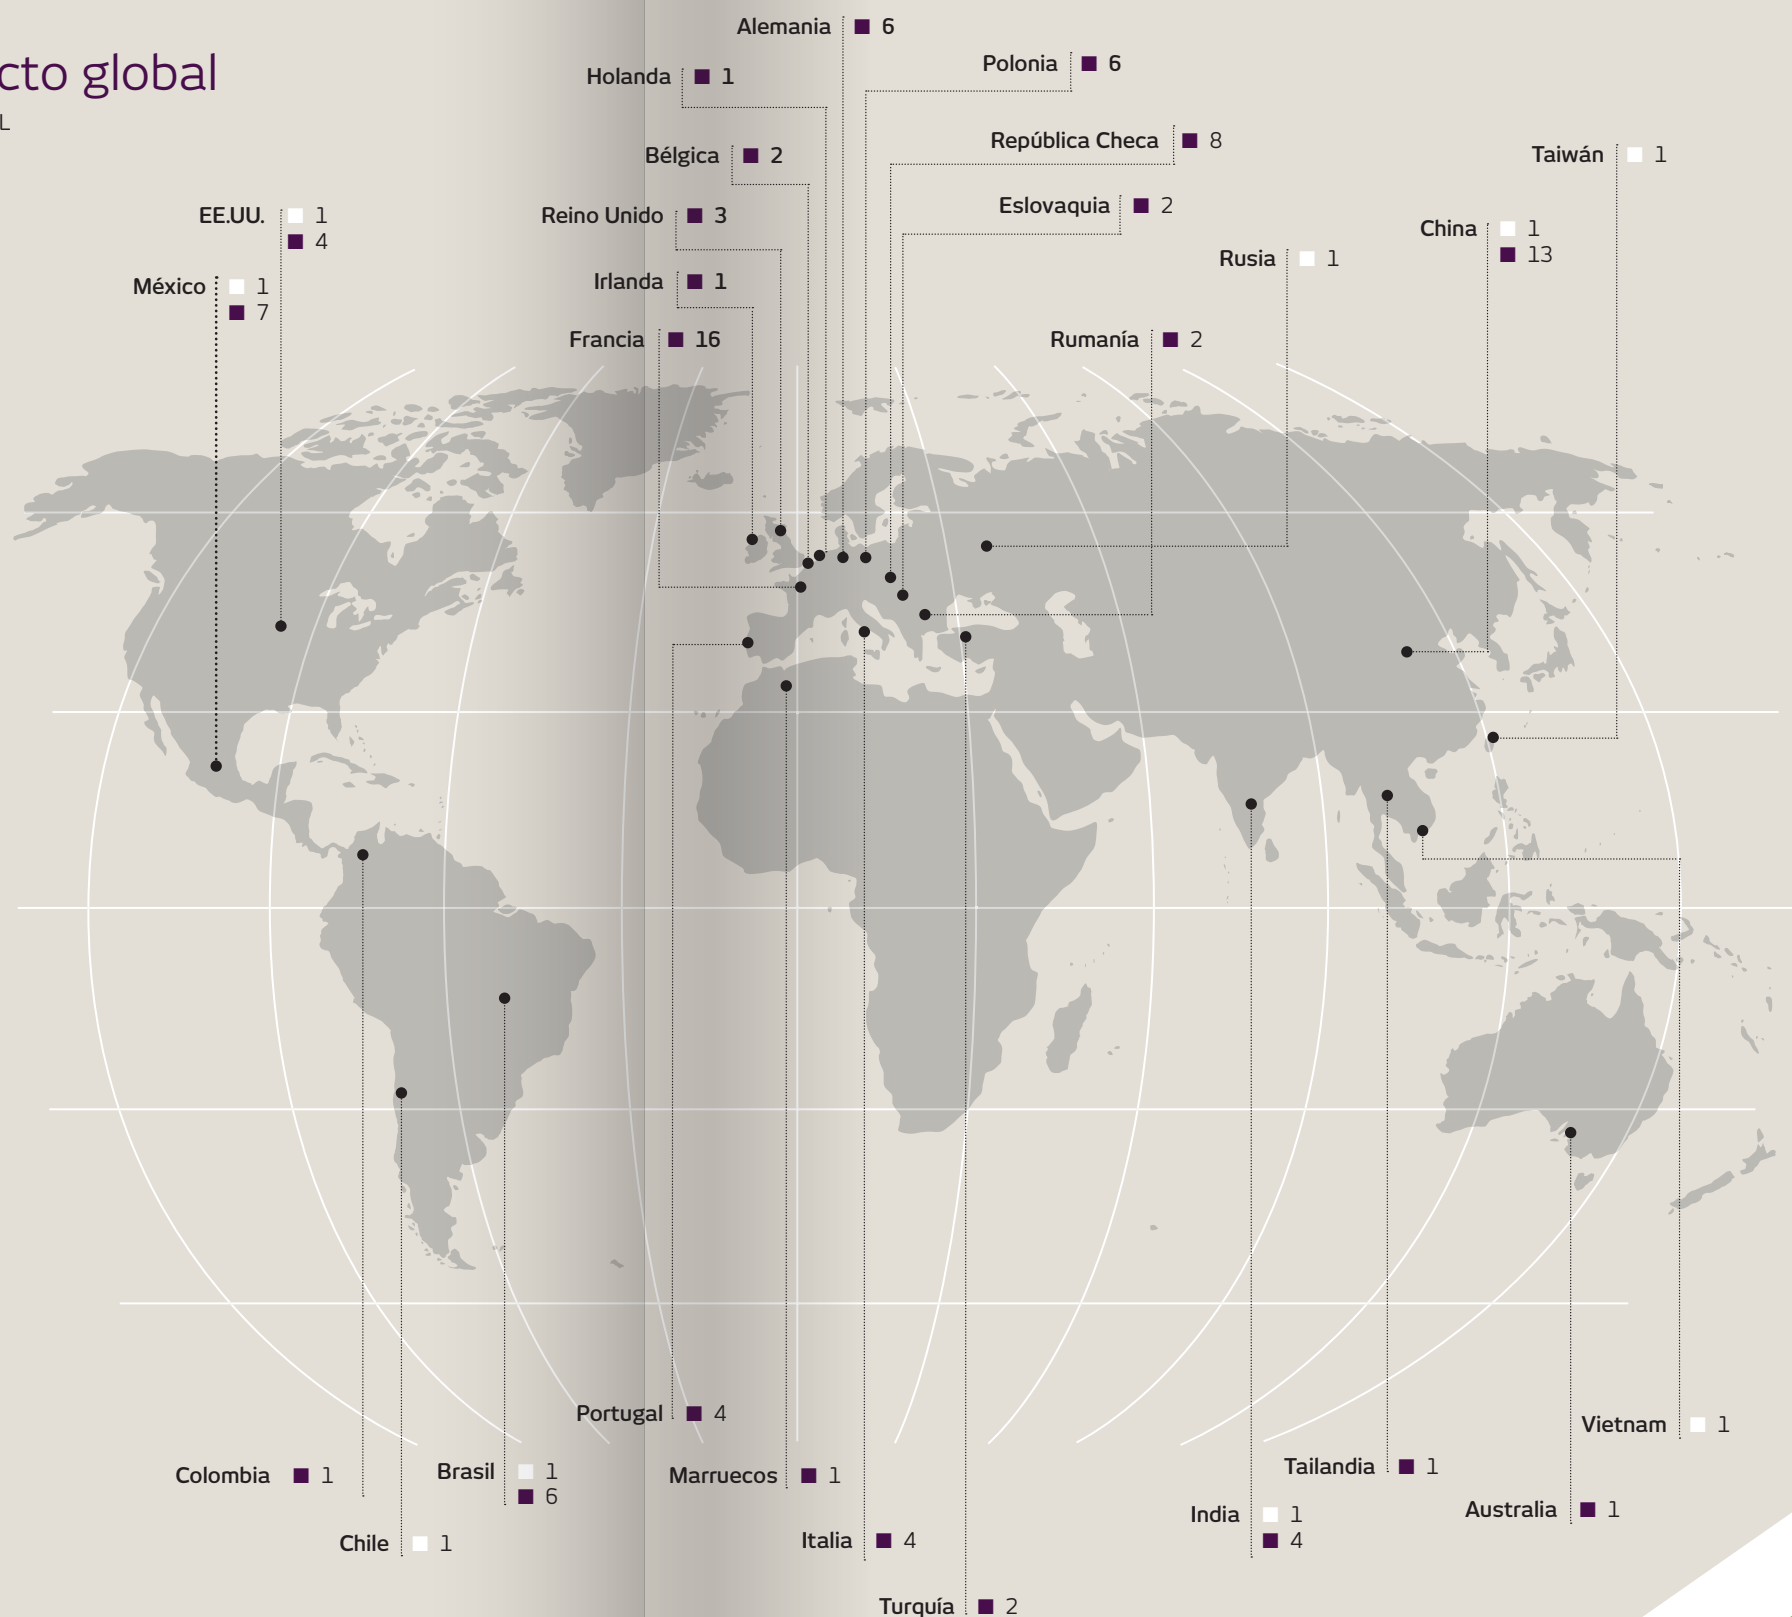 cto global
L
Alemania 6
Holanda 1
Polonia 6
República Checa 8
Bélgica 2
Taiwán 1
Eslovaquia 2
EE.UU. 1
4
Reino Unido 3
China 1
13
Rusia 1
México 1
7
Irlanda 1
Francia 16
Rumanía 2
Portugal 4
Vietnam 1
Colombia 1
Brasil 1
6
Marruecos 1
Tailandia 1
Chile 1
Italia 4
India 1
4
Australia 1
Turquía 2